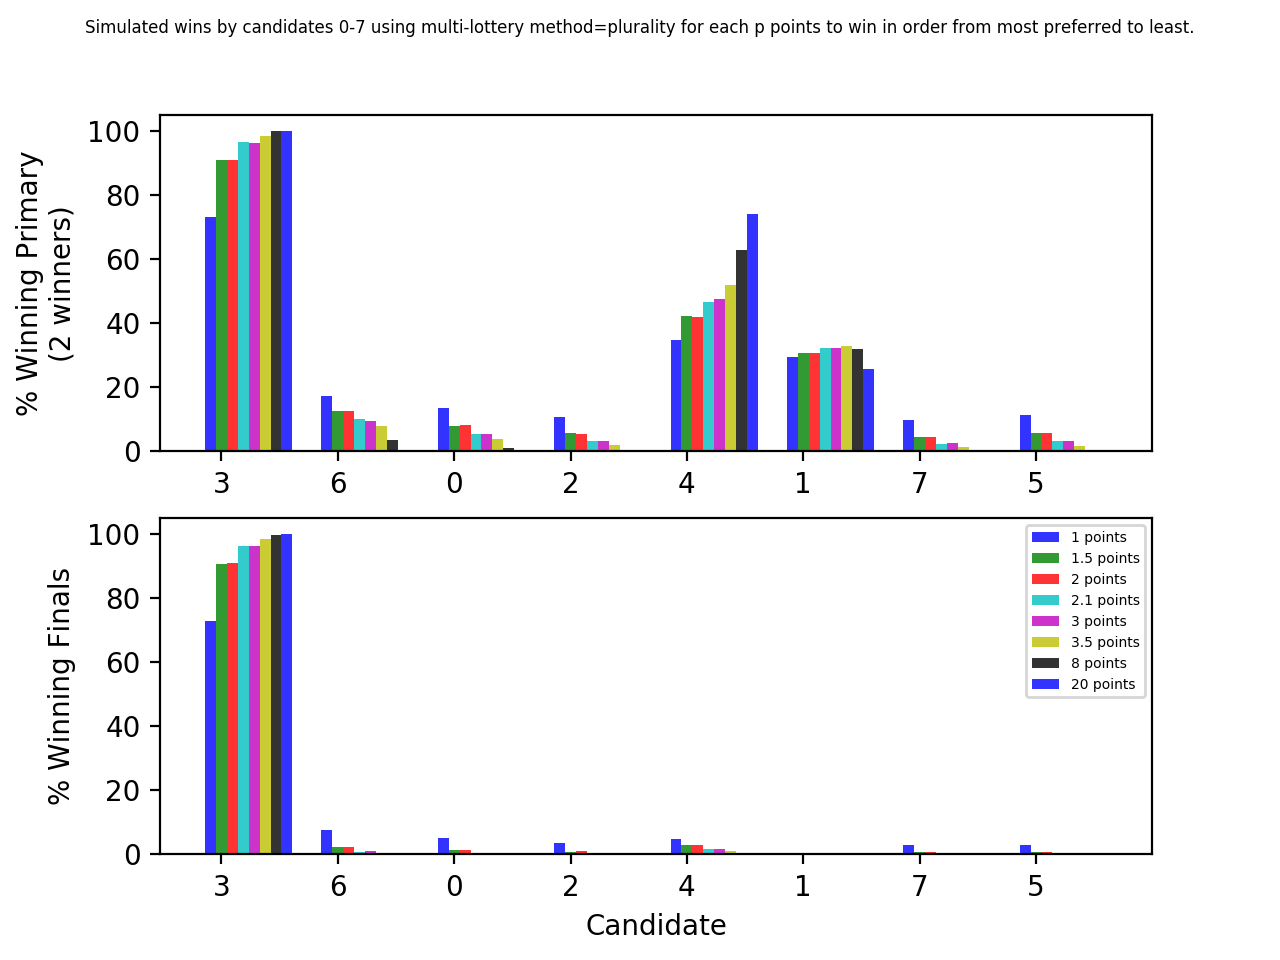 Simulated wins by candidates 0-7 using multi-lottery method=plurality for each p points to win in order from most preferred to least.
% Winning Primary
(2 winners)
100
80
60
40
20
0
3 6 0 2 4 1 7 5
% Winning Finals
100
80
60
40
20
0
1 points
1.5 points
2 points
2.1 points
3 points
3.5 points
8 points
20 points
3 6 0 2 4 1 7 5
Candidate